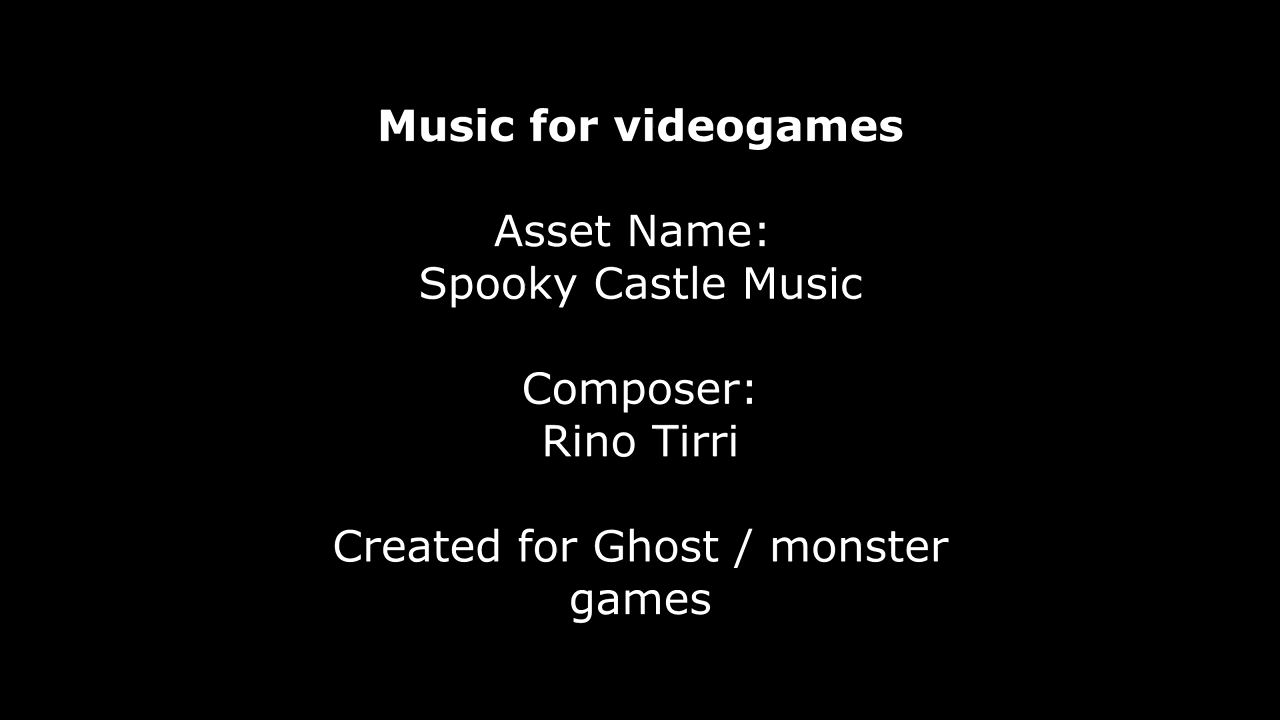 Music for videogames
Asset Name:
Spooky Castle Music
Composer:
Rino Tirri
Created for Ghost / monster
games